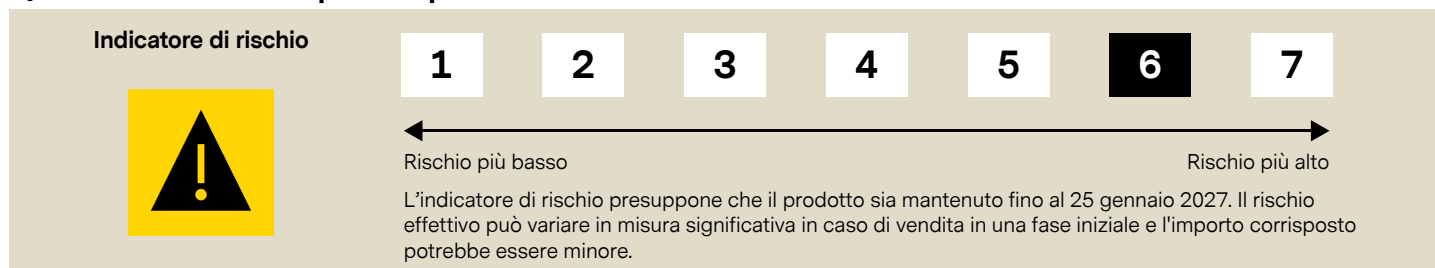 Indicatore di rischio
1 2 3 4 5 6 7
Rischio più basso Rischio più alto
L'indicatore di rischio presuppone che il prodotto sia mantenuto fino al 25 gennaio 2027. Il rischio
effettivo può variare in misura significativa in caso di vendita in una fase iniziale e l'importo corrisposto
potrebbe essere minore.